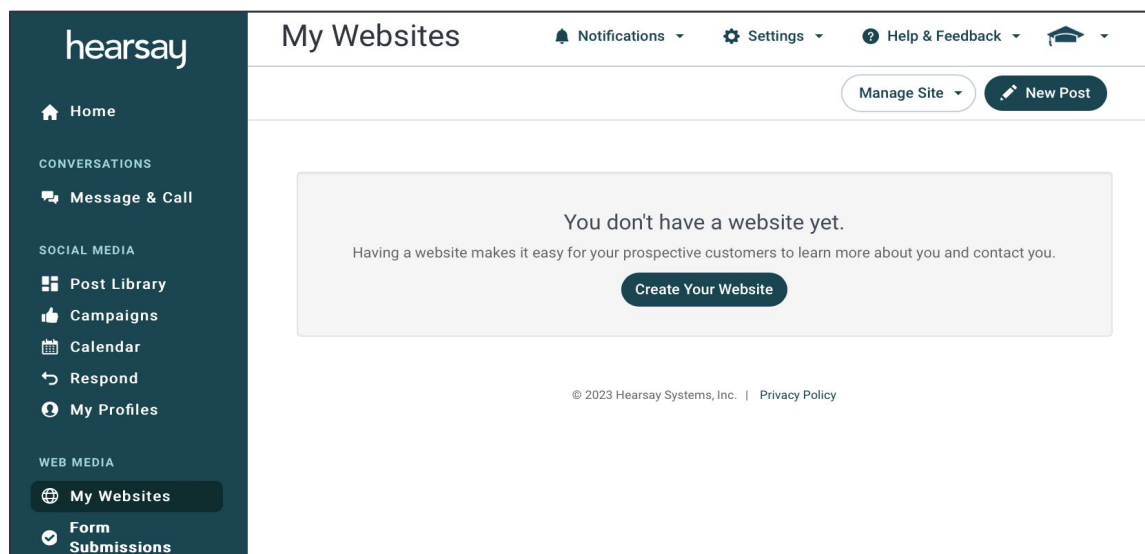 hearsay
Home
CONVERSATIONS
Message & Call
SOCIAL MEDIA
Post Library
Campaigns
Calendar
Respond
My Profiles
WEB MEDIA
My Websites
Form
Submissions
My Websites
Notifications
Settings
Help & Feedback
Manage Site
New Post
You don't have a website yet.
Having a website makes it easy for your prospective customers to learn more about you and contact you.
Create Your Website
© 2023 Hearsay Systems, Inc. | Privacy Policy